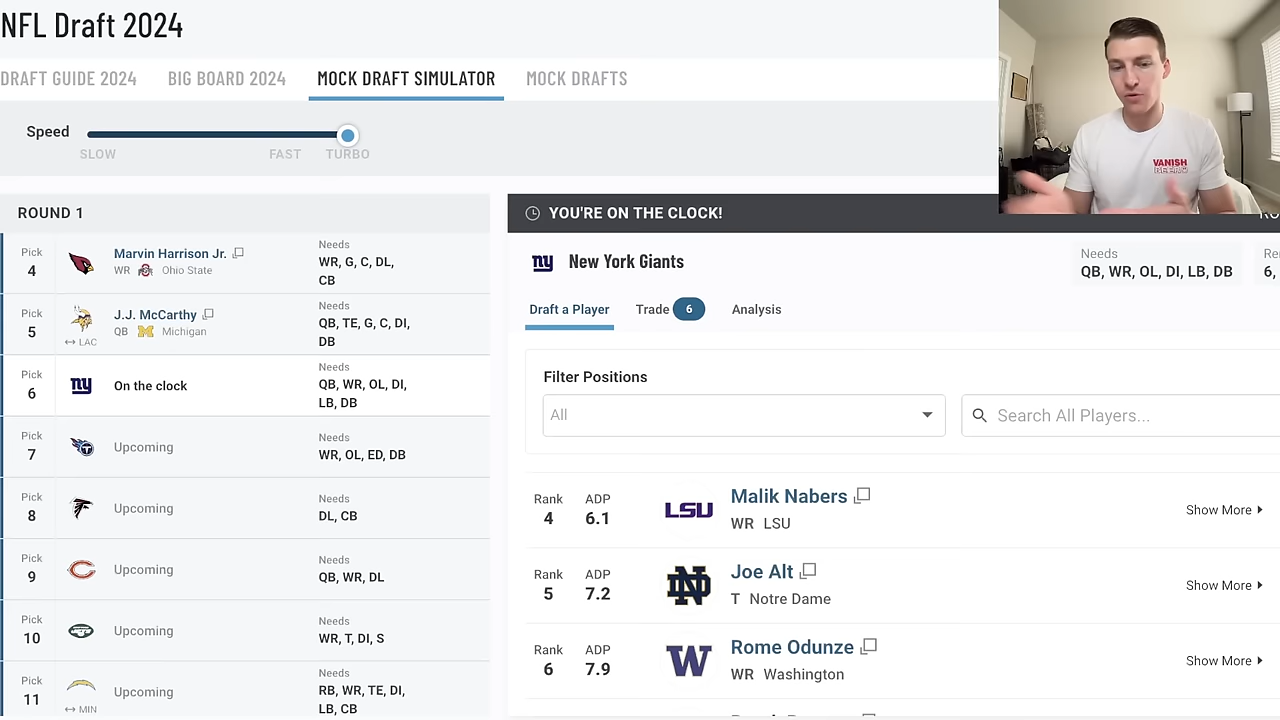 NFL Draft 2024
DRAFT GUIDE 2024 BIG BOARD 2024 MOCK DRAFT SIMULATOR MOCK DRAFTS
Speed
SLOW FAST TURBO
VANISH
BEER
ROUND 1
Pick
4
Marvin Harrison Jr.
WR Ohio State
Needs
WR, G, C, DL,
CB
Pick
5
LAC
J.J. McCarthy
QB M Michigan
Needs
QB, TE, G, C, DI,
DB
Pick
6
ny
On the clock
Needs
QB, WR, OL, DI,
LB, DB
Pick
7
Upcoming
Needs
WR, OL, ED, DB
Pick
8
Upcoming
Needs
DL, CB
Pick
9
Upcoming
Needs
QB, WR, DL
Pick
10
Upcoming
Needs
WR, T, DI, S
Pick
11
MIN
Upcoming
Needs
RB, WR, TE, DI,
LB, CB
YOU'RE ON THE CLOCK!
ny New York Giants
Needs
QB, WR, OL, DI, LB, DB
6,
Draft a Player Trade 6 Analysis
Filter Positions
All
Search All Players...
Rank
4
ADP
6.1
LSU
Malik Nabers
WR LSU
Show More
Rank
5
ADP
7.2
ND
Joe Alt
T Notre Dame
Show More
Rank
6
ADP
7.9
W
Rome Odunze
WR Washington
Show More